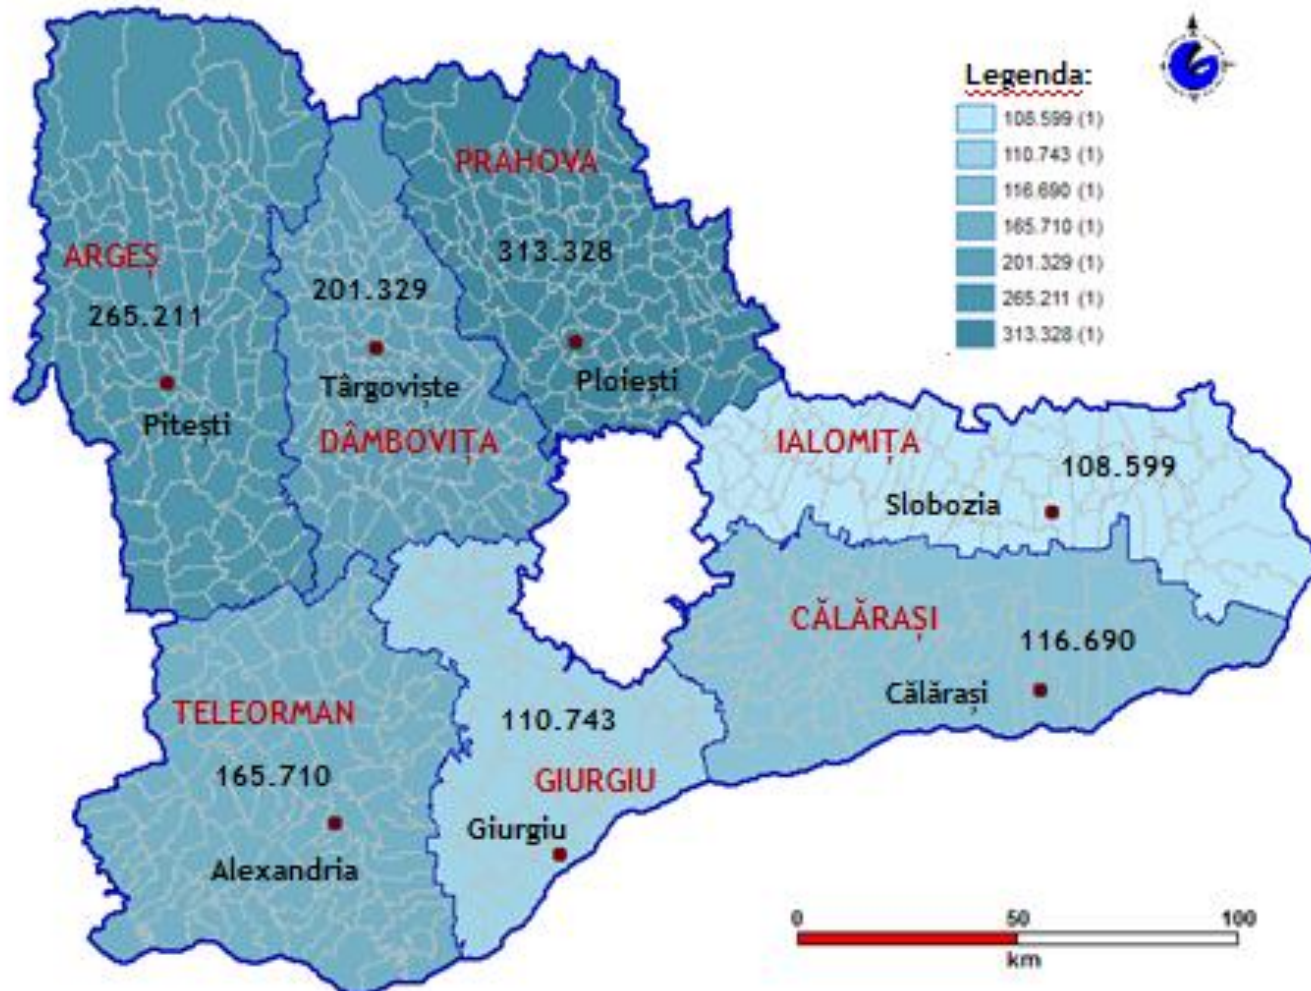 Legenda:
108.599 (1)
110.743 (1)
116.690 (1)
165.710 (1)
201.329 (1)
265.211 (1)
313.328 (1)
PRAHOVA
313.328
Ploiești
ARGEȘ
265.211
Pitești
201.329
Târgoviște
DÂMBOVIȚA
IALOMIȚA
108.599
Slobozia
CĂLĂRAȘI
116.690
Călărași
TELEORMAN
165.710
Alexandria
110.743
GIURGIU
Giurgiu
0 50 100
km